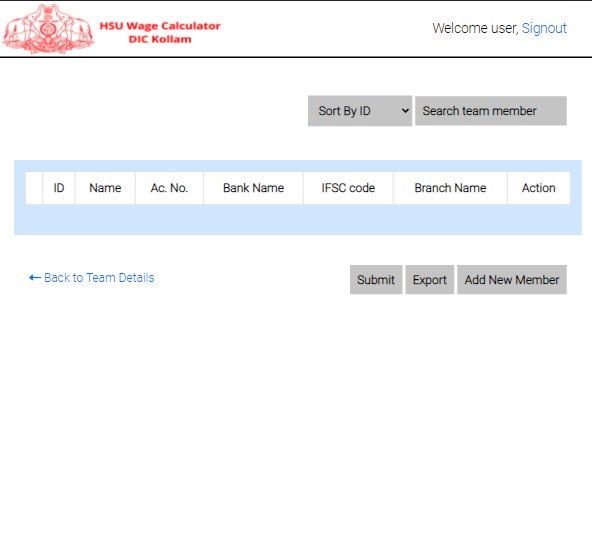 HSU Wage Calculator
DIC Kollam
Welcome user, Signout
Sort By ID
Search team member
ID Name Ac. No. Bank Name IFSC code Branch Name Action
← Back to Team Details
Submit Export Add New Member